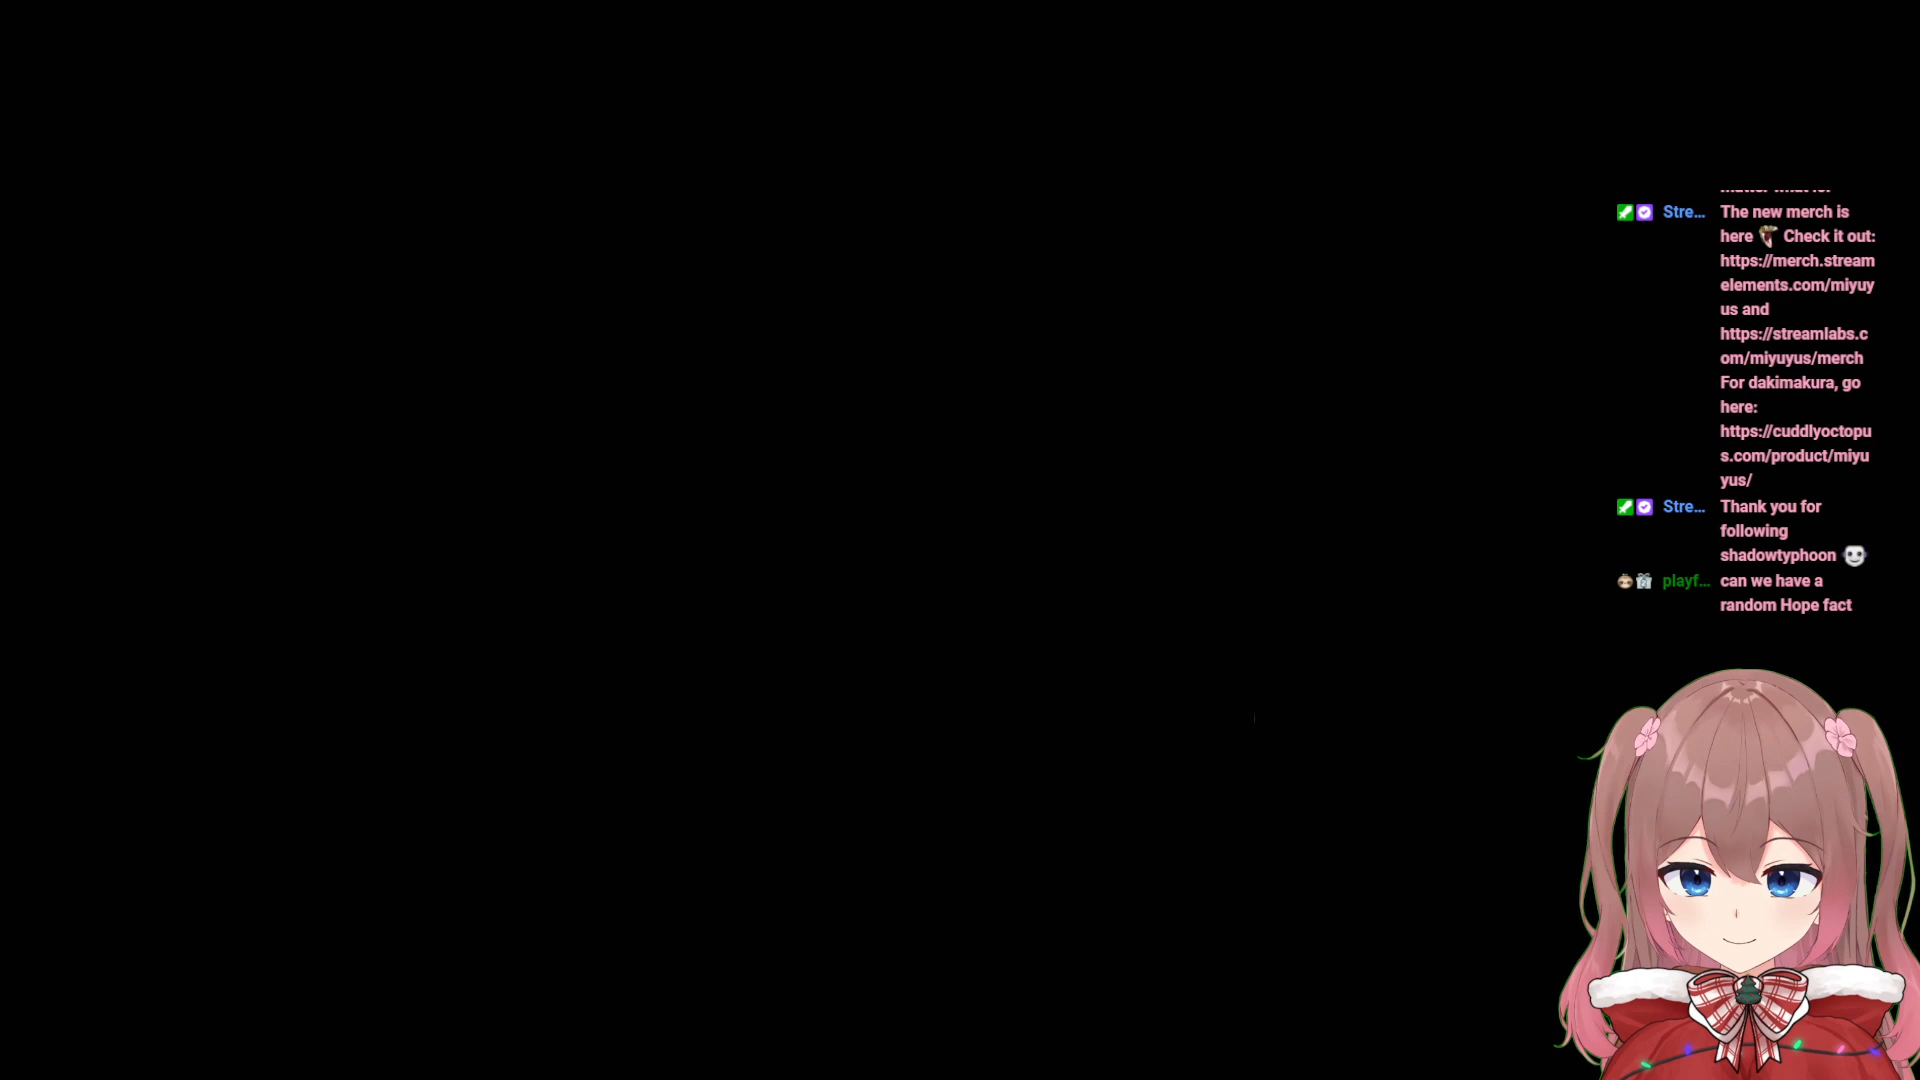 Stre... The new merch is
here Check it out:
https://merch.stream
elements.com/miyuy
us and
https://streamlabs.c
om/miyuyus/merch
For dakimakura, go
here:
https://cuddlyoctopu
s.com/product/miyu
yus/
Stre... Thank you for
following
shadowtyphoon
playf... can we have a
random Hope fact